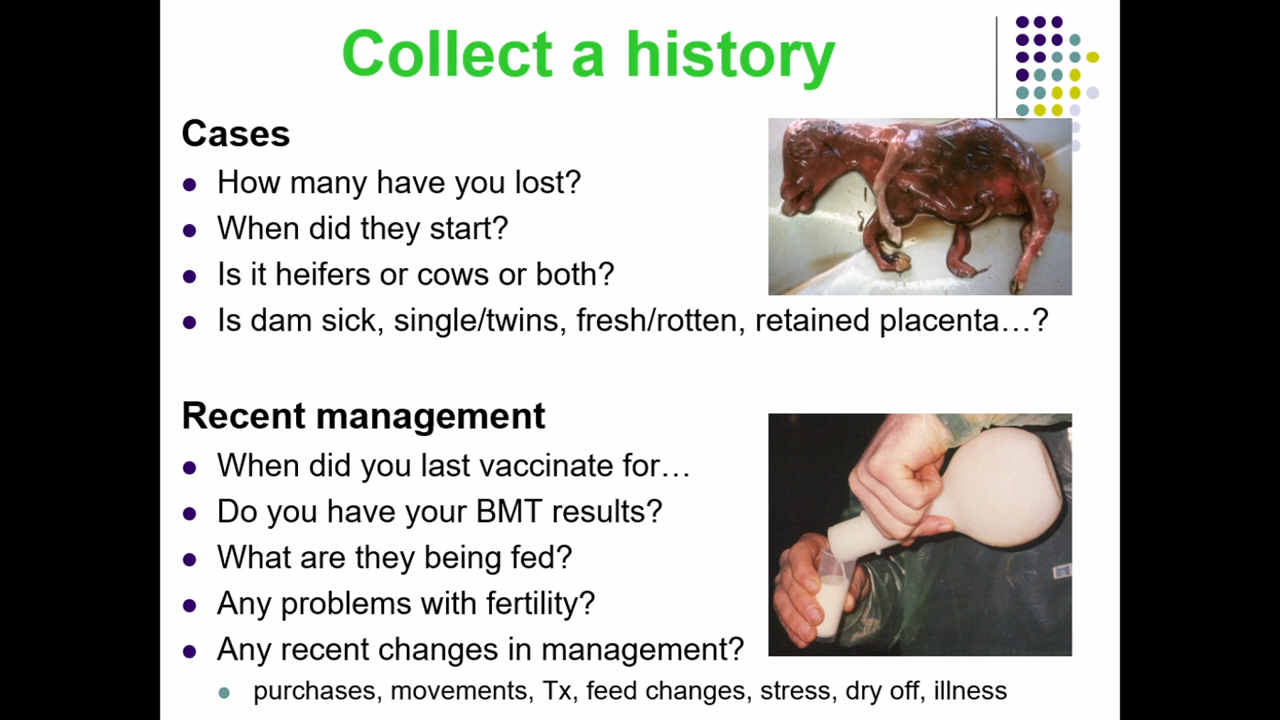 Collect a history
Cases
How many have you lost?
When did they start?
Is it heifers or cows or both?
Is dam sick, single/twins, fresh/rotten, retained placenta…?
Recent management
When did you last vaccinate for…
Do you have your BMT results?
What are they being fed?
Any problems with fertility?
Any recent changes in management?
purchases, movements, Tx, feed changes, stress, dry off, illness